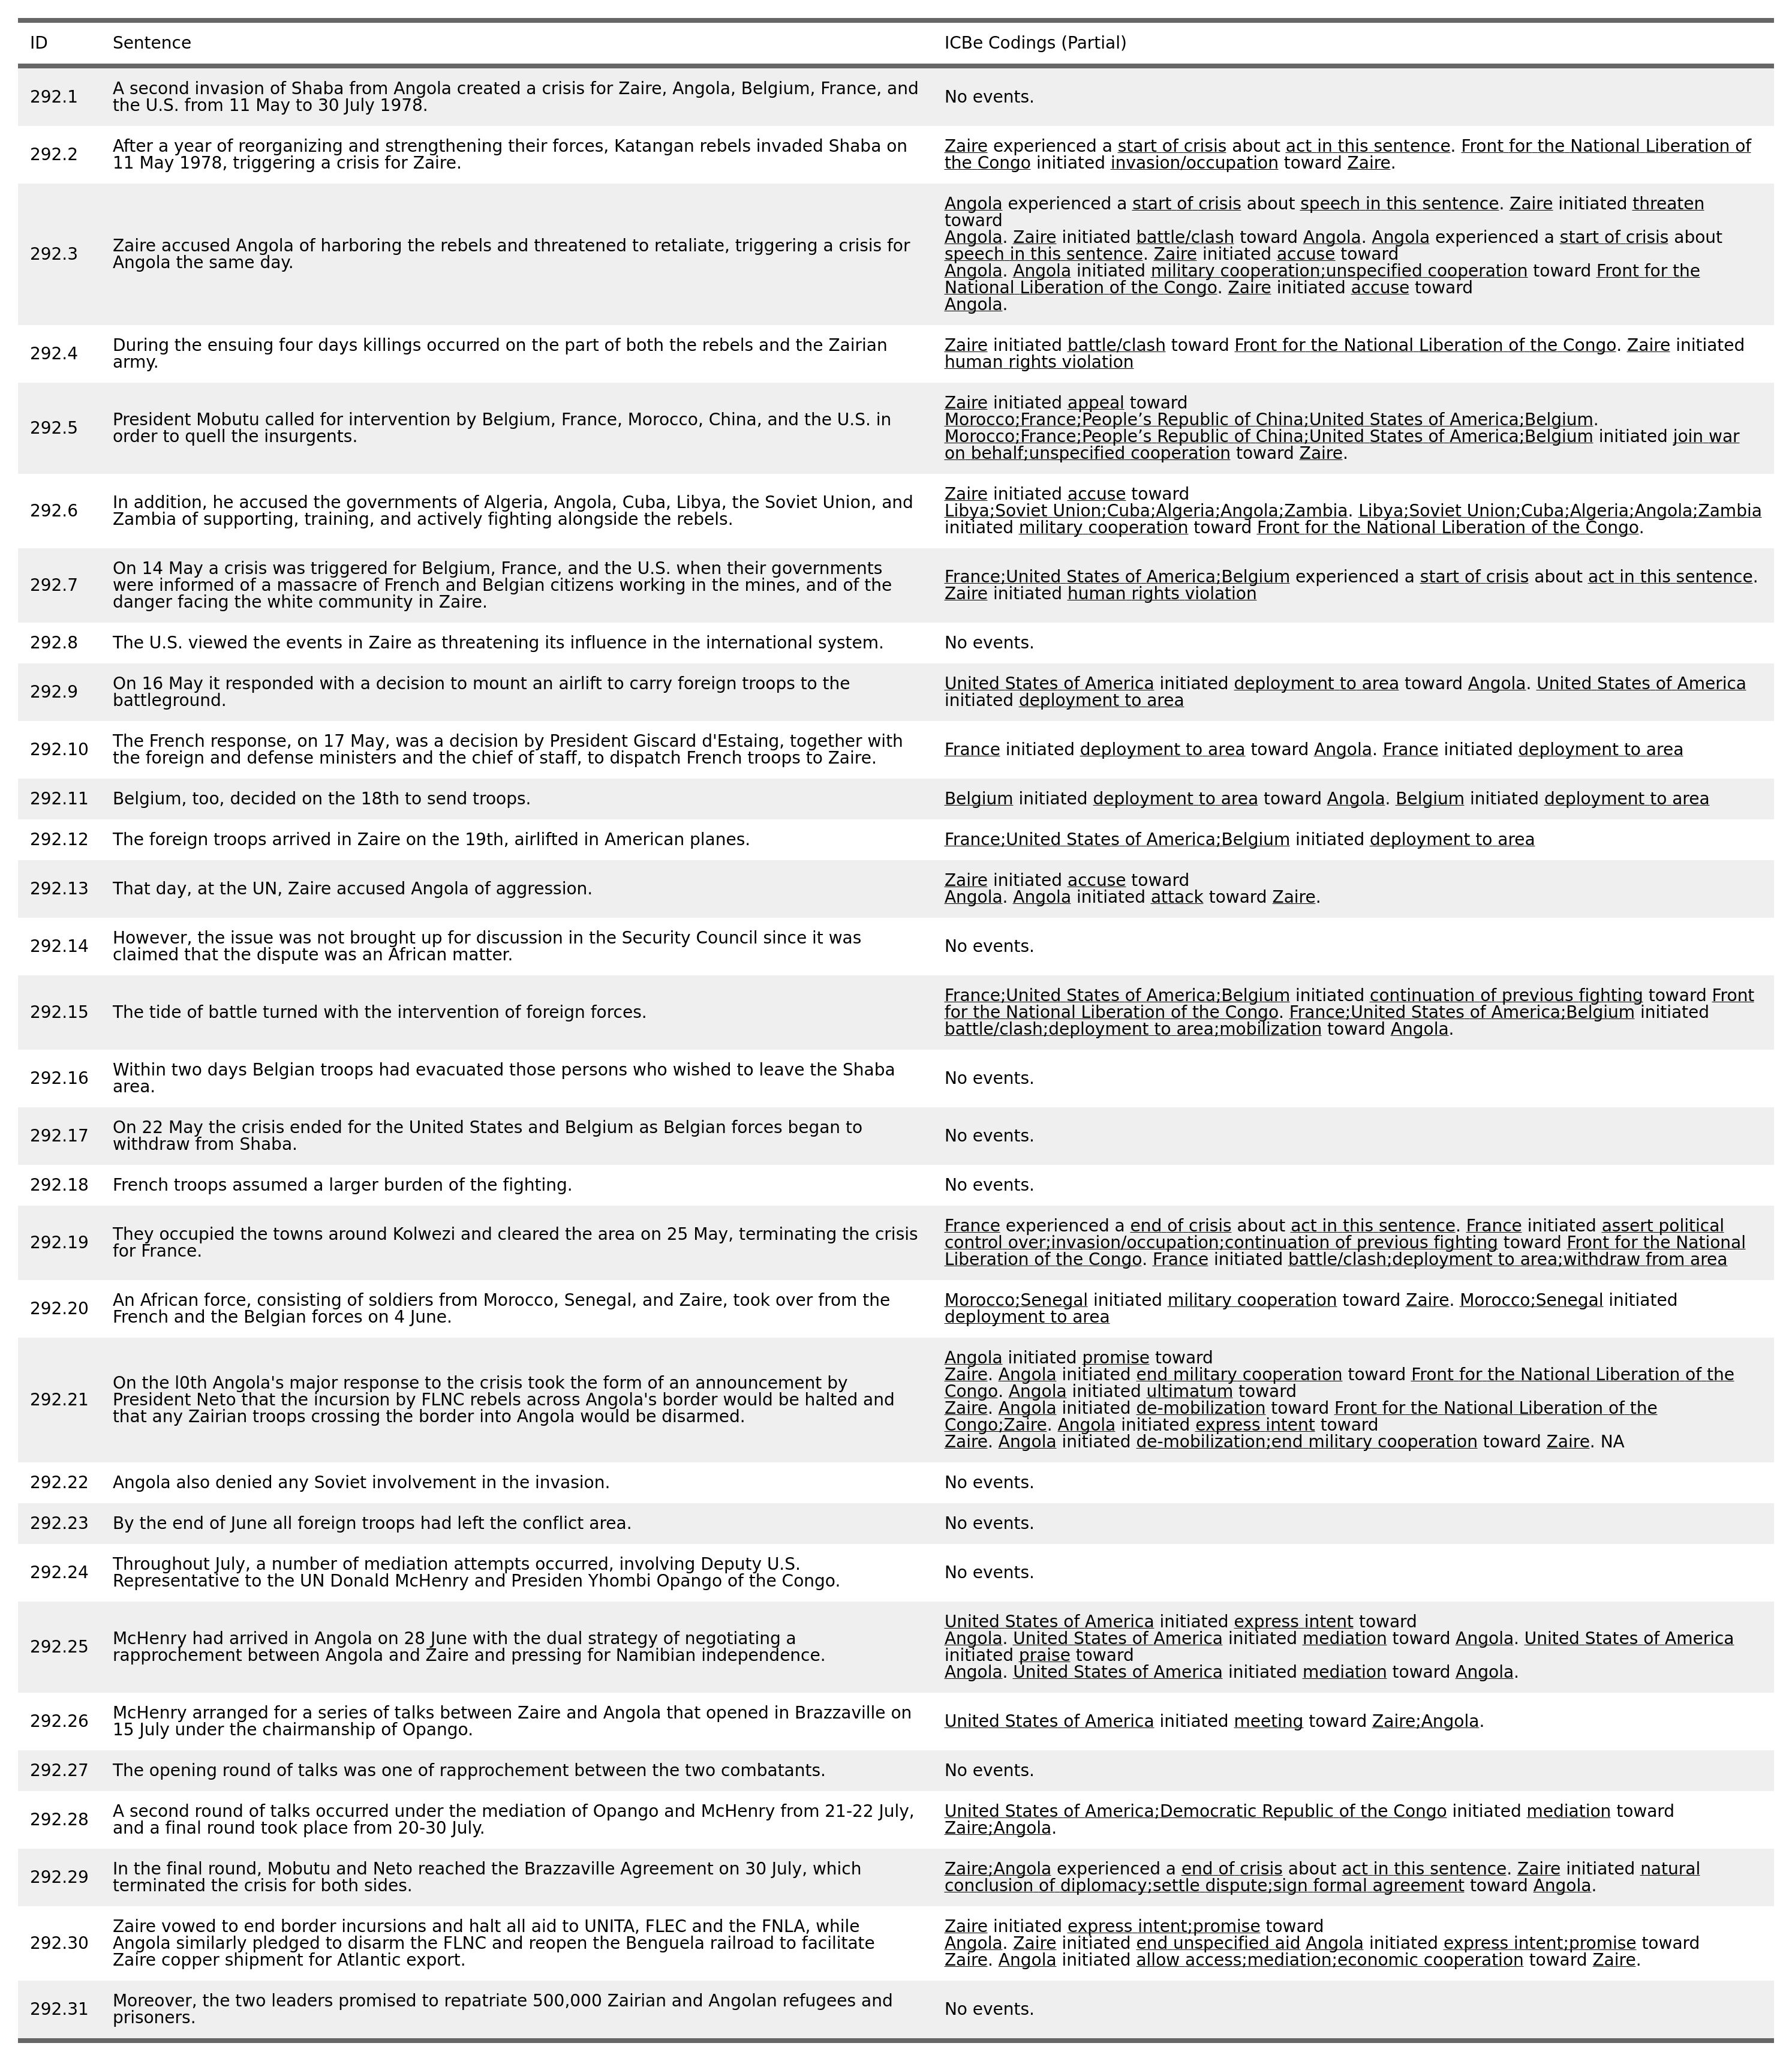 ID Sentence ICBe Codings (Partial)
292.1 A second invasion of Shaba from Angola created a crisis for Zaire, Angola, Belgium, France, and
the U.S. from 11 May to 30 July 1978.
No events.
292.2 After a year of reorganizing and strengthening their forces, Katangan rebels invaded Shaba on
11 May 1978, triggering a crisis for Zaire.
Zaire experienced a start of crisis about act in this sentence. Front for the National Liberation of
the Congo initiated invasion/occupation toward Zaire.
292.3 Zaire accused Angola of harboring the rebels and threatened to retaliate, triggering a crisis for
Angola the same day.
Angola experienced a start of crisis about speech in this sentence. Zaire initiated threaten
toward
Angola. Zaire initiated battle/clash toward Angola. Angola experienced a start of crisis about
speech in this sentence. Zaire initiated accuse toward
Angola. Angola initiated military cooperation;unspecified cooperation toward Front for the
National Liberation of the Congo. Zaire initiated accuse toward
Angola.
292.4 During the ensuing four days killings occurred on the part of both the rebels and the Zairian
army.
Zaire initiated battle/clash toward Front for the National Liberation of the Congo. Zaire initiated
human rights violation
292.5 President Mobutu called for intervention by Belgium, France, Morocco, China, and the U.S. in
order to quell the insurgents.
Zaire initiated appeal toward
Morocco;France;People’s Republic of China;United States of America;Belgium.
Morocco;France;People’s Republic of China;United States of America;Belgium initiated join war
on behalf;unspecified cooperation toward Zaire.
292.6 In addition, he accused the governments of Algeria, Angola, Cuba, Libya, the Soviet Union, and
Zambia of supporting, training, and actively fighting alongside the rebels.
Zaire initiated accuse toward
Libya;Soviet Union;Cuba;Algeria;Angola;Zambia. Libya;Soviet Union;Cuba;Algeria;Angola;Zambia
initiated military cooperation toward Front for the National Liberation of the Congo.
292.7 On 14 May a crisis was triggered for Belgium, France, and the U.S. when their governments
were informed of a massacre of French and Belgian citizens working in the mines, and of the
danger facing the white community in Zaire.
France;United States of America;Belgium experienced a start of crisis about act in this sentence.
Zaire initiated human rights violation
292.8 The U.S. viewed the events in Zaire as threatening its influence in the international system.
No events.
292.9 On 16 May it responded with a decision to mount an airlift to carry foreign troops to the
battleground.
United States of America initiated deployment to area toward Angola. United States of America
initiated deployment to area
292.10 The French response, on 17 May, was a decision by President Giscard d'Estaing, together with
the foreign and defense ministers and the chief of staff, to dispatch French troops to Zaire.
France initiated deployment to area toward Angola. France initiated deployment to area
292.11 Belgium, too, decided on the 18th to send troops.
Belgium initiated deployment to area toward Angola. Belgium initiated deployment to area
292.12 The foreign troops arrived in Zaire on the 19th, airlifted in American planes.
France;United States of America;Belgium initiated deployment to area
292.13 That day, at the UN, Zaire accused Angola of aggression.
Zaire initiated accuse toward
Angola. Angola initiated attack toward Zaire.
292.14 However, the issue was not brought up for discussion in the Security Council since it was
claimed that the dispute was an African matter.
No events.
292.15 The tide of battle turned with the intervention of foreign forces.
France;United States of America;Belgium initiated continuation of previous fighting toward Front
for the National Liberation of the Congo. France;United States of America;Belgium initiated
battle/clash;deployment to area;mobilization toward Angola.
292.16 Within two days Belgian troops had evacuated those persons who wished to leave the Shaba
area.
No events.
292.17 On 22 May the crisis ended for the United States and Belgium as Belgian forces began to
withdraw from Shaba.
No events.
292.18 French troops assumed a larger burden of the fighting.
No events.
292.19 They occupied the towns around Kolwezi and cleared the area on 25 May, terminating the crisis
for France.
France experienced a end of crisis about act in this sentence. France initiated assert political
control over;invasion/occupation;continuation of previous fighting toward Front for the National
Liberation of the Congo. France initiated battle/clash;deployment to area;withdraw from area
292.20 An African force, consisting of soldiers from Morocco, Senegal, and Zaire, took over from the
French and the Belgian forces on 4 June.
Morocco;Senegal initiated military cooperation toward Zaire. Morocco;Senegal initiated
deployment to area
292.21 On the l0th Angola's major response to the crisis took the form of an announcement by
President Neto that the incursion by FLNC rebels across Angola's border would be halted and
that any Zairian troops crossing the border into Angola would be disarmed.
Angola initiated promise toward
Zaire. Angola initiated end military cooperation toward Front for the National Liberation of the
Congo. Angola initiated ultimatum toward
Zaire. Angola initiated de-mobilization toward Front for the National Liberation of the
Congo;Zaire. Angola initiated express intent toward
Zaire. Angola initiated de-mobilization;end military cooperation toward Zaire. NA
292.22 Angola also denied any Soviet involvement in the invasion.
No events.
292.23 By the end of June all foreign troops had left the conflict area.
No events.
292.24 Throughout July, a number of mediation attempts occurred, involving Deputy U.S.
Representative to the UN Donald McHenry and Presiden Yhombi Opango of the Congo.
No events.
292.25 McHenry had arrived in Angola on 28 June with the dual strategy of negotiating a
rapprochement between Angola and Zaire and pressing for Namibian independence.
United States of America initiated express intent toward
Angola. United States of America initiated mediation toward Angola. United States of America
initiated praise toward
Angola. United States of America initiated mediation toward Angola.
292.26 McHenry arranged for a series of talks between Zaire and Angola that opened in Brazzaville on
15 July under the chairmanship of Opango.
United States of America initiated meeting toward Zaire;Angola.
292.27 The opening round of talks was one of rapprochement between the two combatants.
No events.
292.28 A second round of talks occurred under the mediation of Opango and McHenry from 21-22 July,
and a final round took place from 20-30 July.
United States of America;Democratic Republic of the Congo initiated mediation toward
Zaire;Angola.
292.29 In the final round, Mobutu and Neto reached the Brazzaville Agreement on 30 July, which
terminated the crisis for both sides.
Zaire;Angola experienced a end of crisis about act in this sentence. Zaire initiated natural
conclusion of diplomacy;settle dispute;sign formal agreement toward Angola.
292.30 Zaire vowed to end border incursions and halt all aid to UNITA, FLEC and the FNLA, while
Angola similarly pledged to disarm the FLNC and reopen the Benguela railroad to facilitate
Zaire copper shipment for Atlantic export.
Zaire initiated express intent;promise toward
Angola. Zaire initiated end unspecified aid Angola initiated express intent;promise toward
Zaire. Angola initiated allow access;mediation;economic cooperation toward Zaire.
292.31 Moreover, the two leaders promised to repatriate 500,000 Zairian and Angolan refugees and
prisoners.
No events.